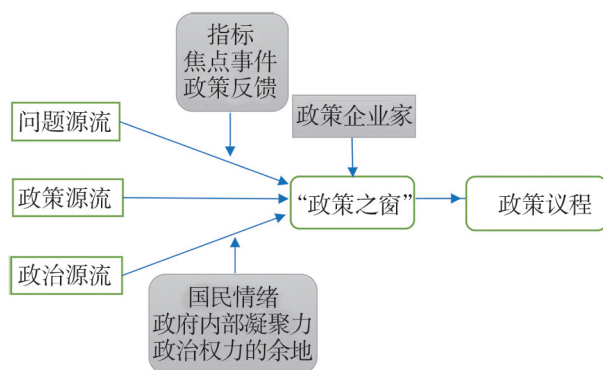 指标
焦点事件
政策反馈
政策企业家
问题源流
政策源流
政治源流
“政策之窗”
政策议程
国民情绪
政府内部凝聚力
政治权力的余地